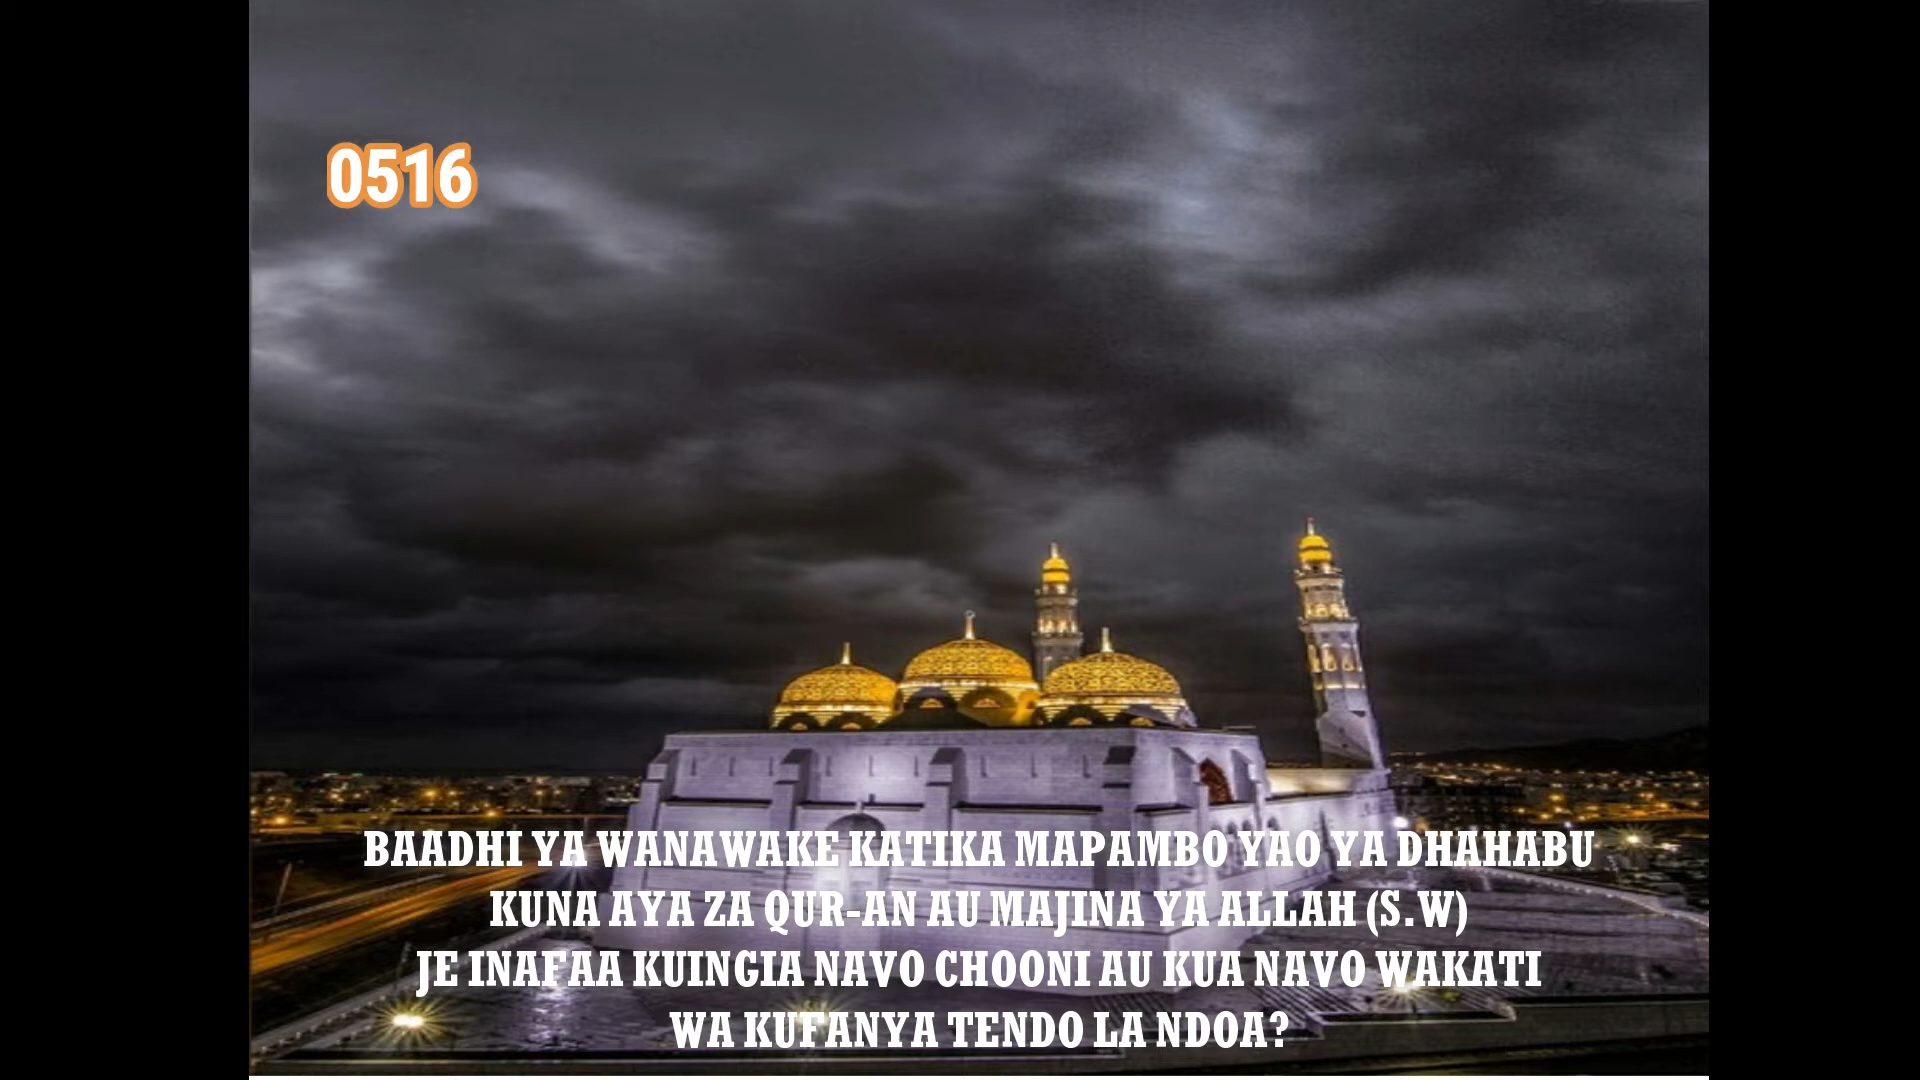 0516
BAADHI YA WANAWAKE KATIKA MAPAMBO YAO YA DHAHABU
KUNA AYA ZA QUR-AN AU MAJINA YA ALLAH (S.W)
JE INAFAA KUINGIA NAVO CHOONI AU KUA NAVO WAKATI
WA KUFANYA TENDO LA NDOA?